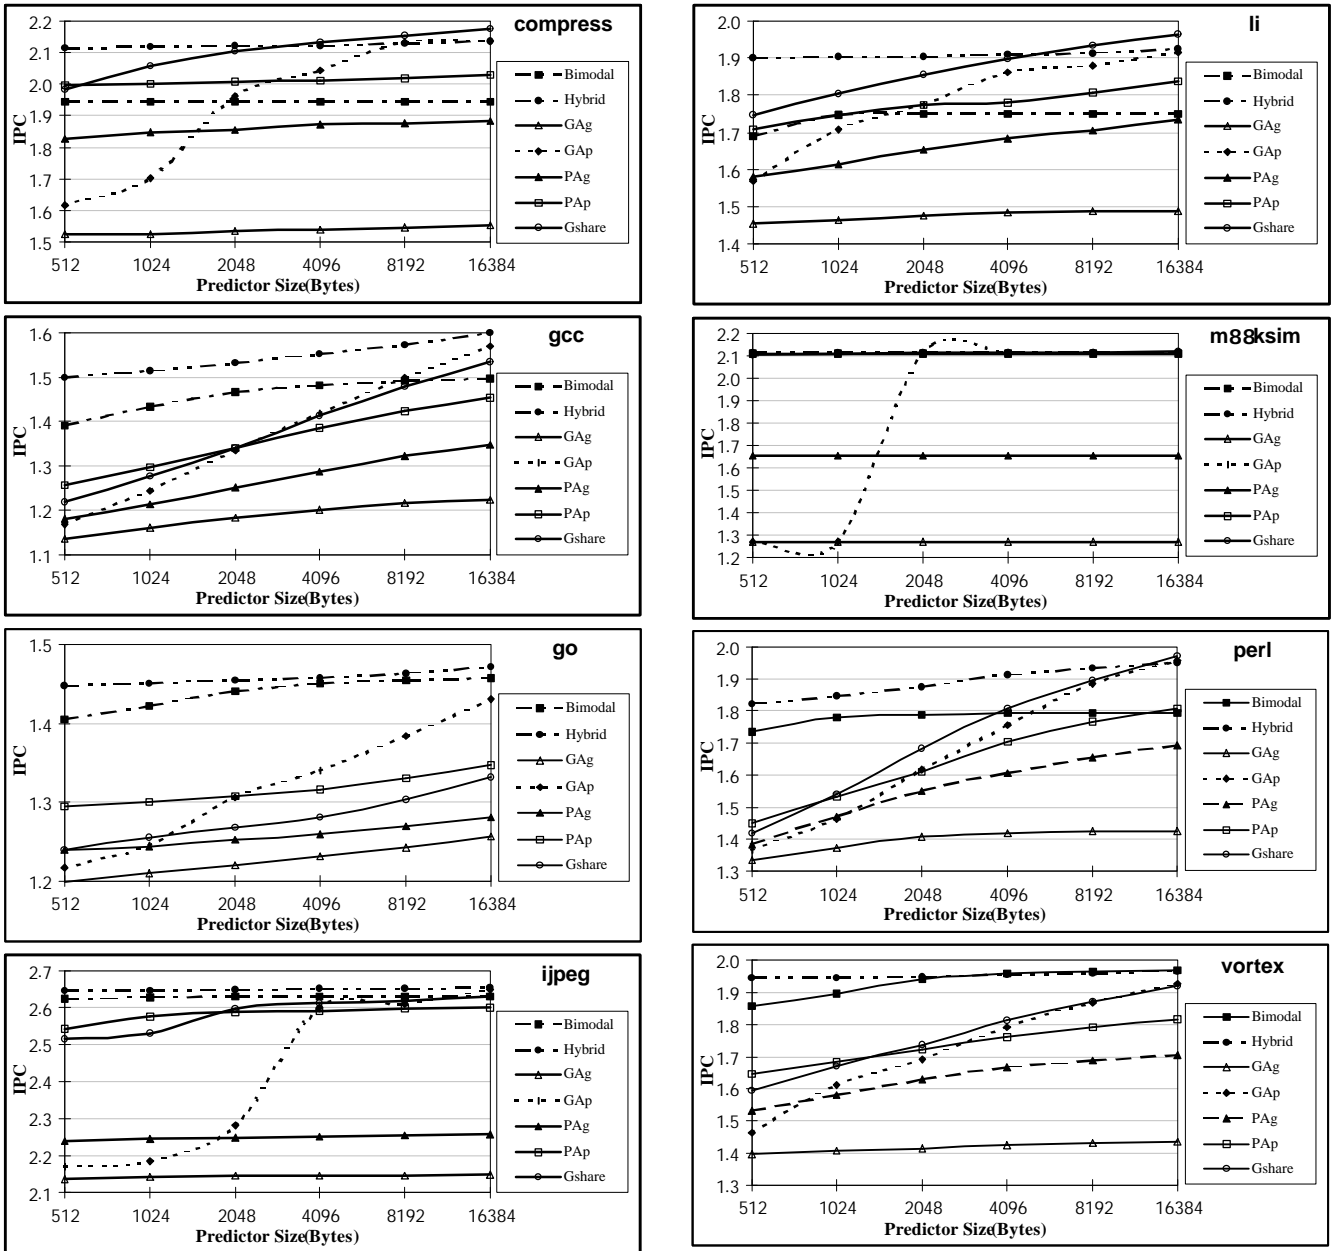 compress
2.2
2.1
2.0
1.9
1.8
1.7
1.6
1.5
IPC
512 1024 2048 4096 8192 16384
Predictor Size(Bytes)
Bimodal
Hybrid
GAg
GAp
PAg
PAp
Gshare
li
2.0
1.9
1.8
1.7
1.6
1.5
1.4
IPC
512 1024 2048 4096 8192 16384
Predictor Size(Bytes)
Bimodal
Hybrid
GAg
GAp
PAg
PAp
Gshare
gcc
1.6
1.5
1.4
1.3
1.2
1.1
IPC
512 1024 2048 4096 8192 16384
Predictor Size(Bytes)
Bimodal
Hybrid
GAg
GAp
PAg
PAp
Gshare
m88ksim
2.2
2.1
2.0
1.9
1.8
1.7
1.6
1.5
1.4
1.3
1.2
IPC
512 1024 2048 4096 8192 16384
Predictor Size(Bytes)
Bimodal
Hybrid
GAg
GAp
PAg
PAp
Gshare
go
1.5
1.4
1.3
1.2
IPC
512 1024 2048 4096 8192 16384
Predictor Size(Bytes)
Bimodal
Hybrid
GAg
GAp
PAg
PAp
Gshare
perl
2.0
1.9
1.8
1.7
1.6
1.5
1.4
1.3
IPC
512 1024 2048 4096 8192 16384
Predictor Size(Bytes)
Bimodal
Hybrid
GAg
GAp
PAg
PAp
Gshare
ijpeg
2.7
2.6
2.5
2.4
2.3
2.2
2.1
IPC
512 1024 2048 4096 8192 16384
Predictor Size(Bytes)
Bimodal
Hybrid
GAg
GAp
PAg
PAp
Gshare
vortex
2.0
1.9
1.8
1.7
1.6
1.5
1.4
1.3
IPC
512 1024 2048 4096 8192 16384
Predictor Size(Bytes)
Bimodal
Hybrid
GAg
GAp
PAg
PAp
Gshare